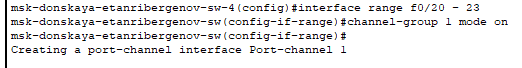 msk-donskaya-etanribergenov-sw-4(config)#interface range f0/20 - 23
msk-donskaya-etanribergenov-sw(config-if-range)#channel-group 1 mode on
msk-donskaya-etanribergenov-sw(config-if-range)#
Creating a port-channel interface Port-channel 1